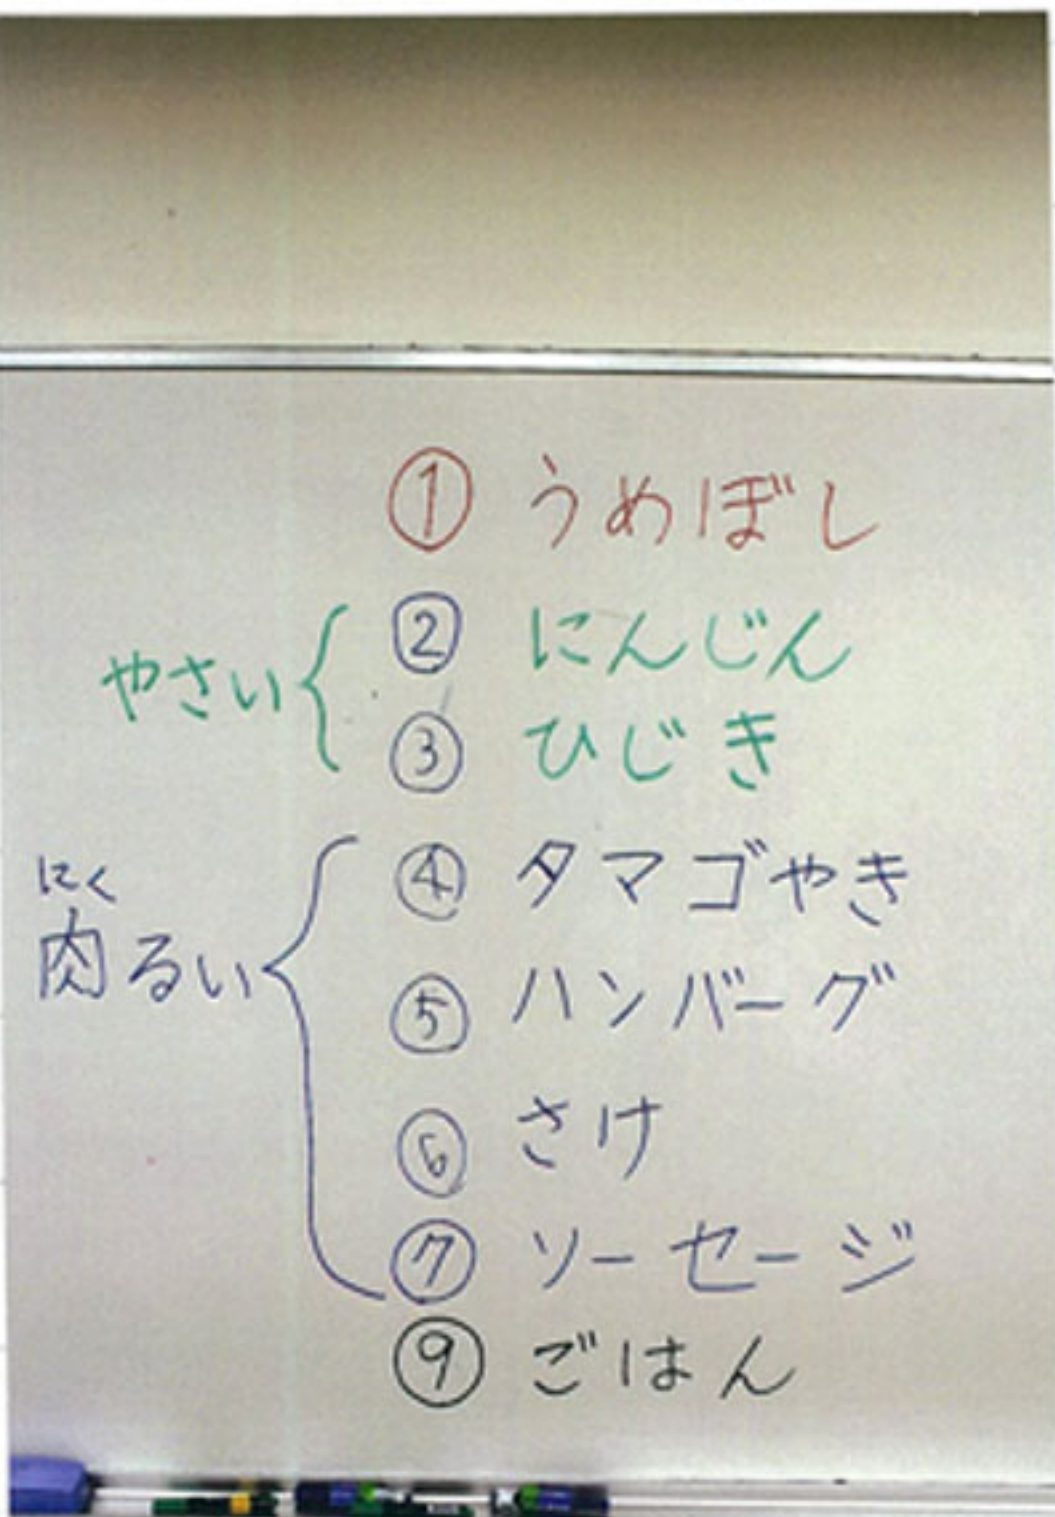 ① うめぼし
やさい
② にんじん
③ ひじき
にく
肉るい
④ タマゴやき
⑤ ハンバーグ
⑥ さけ
⑦ ソーセージ
⑨ ごはん